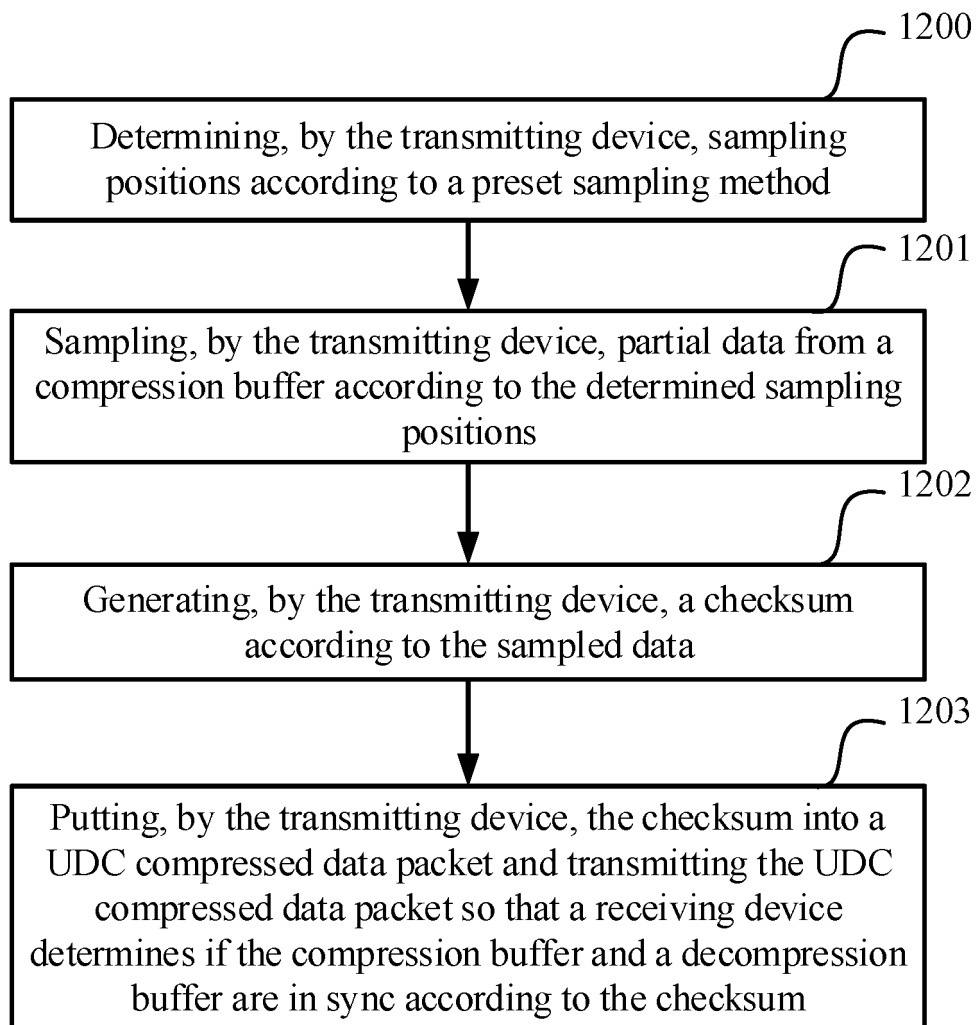 1200
Determining, by the transmitting device, sampling
positions according to a preset sampling method
1201
Sampling, by the transmitting device, partial data from a
compression buffer according to the determined sampling
positions
1202
Generating, by the transmitting device, a checksum
according to the sampled data
1203
Putting, by the transmitting device, the checksum into a
UDC compressed data packet and transmitting the UDC
compressed data packet so that a receiving device
determines if the compression buffer and a decompression
buffer are in sync according to the checksum